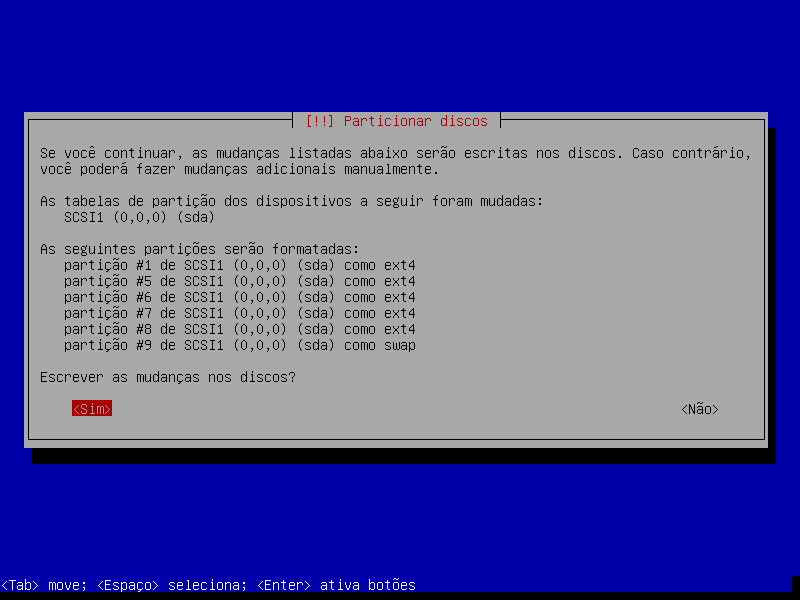 [!!] Particionar discos
Se você continuar, as mudanças listadas abaixo serão escritas nos discos. Caso contrário,
você poderá fazer mudanças adicionais manualmente.
As tabelas de partição dos dispositivos a seguir foram mudadas:
SCSI1 (0,0,0) (sda)
As seguintes partições serão formatadas:
partição #1 de SCSI1 (0,0,0) (sda) como ext4
partição #5 de SCSI1 (0,0,0) (sda) como ext4
partição #6 de SCSI1 (0,0,0) (sda) como ext4
partição #7 de SCSI1 (0,0,0) (sda) como ext4
partição #8 de SCSI1 (0,0,0) (sda) como ext4
partição #9 de SCSI1 (0,0,0) (sda) como swap
Escrever as mudanças nos discos?
<Sim> <Não>
<Tab> move; <Espaço> seleciona; <Enter> ativa botões